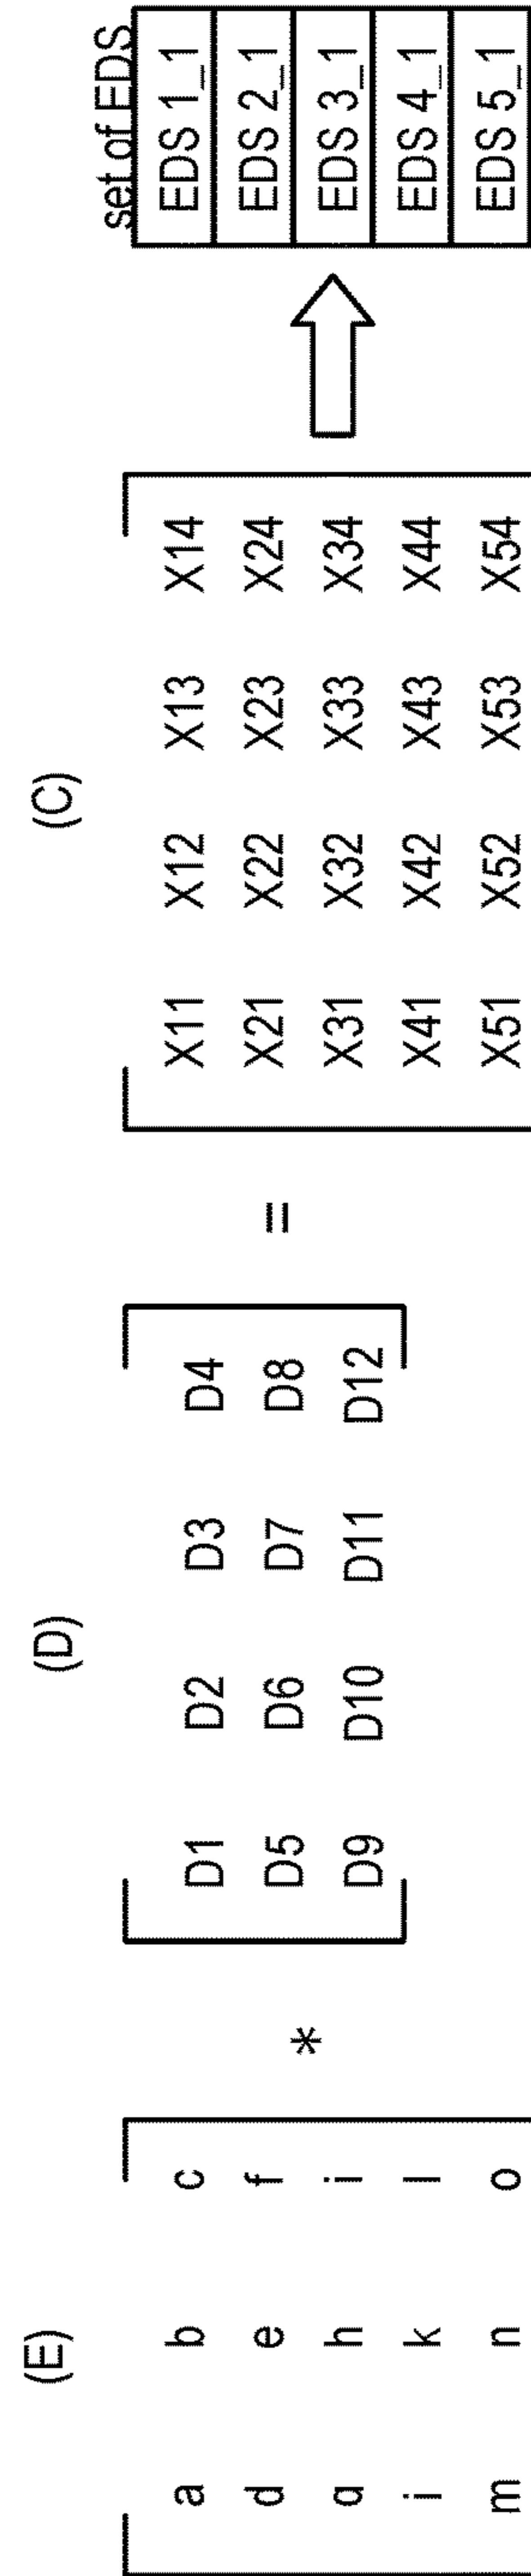 (E) (D) (C) set of EDS
a b c D1 D2 D3 D4 X11 X12 X13 X14 EDS 1_1
d e f * D5 D6 D7 D8 = X21 X22 X23 X24 EDS 2_1
g h i D9 D10 D11 D12 X31 X32 X33 X34 EDS 3_1
j k l X41 X42 X43 X44 EDS 4_1
m n o X51 X52 X53 X54 EDS 5_1